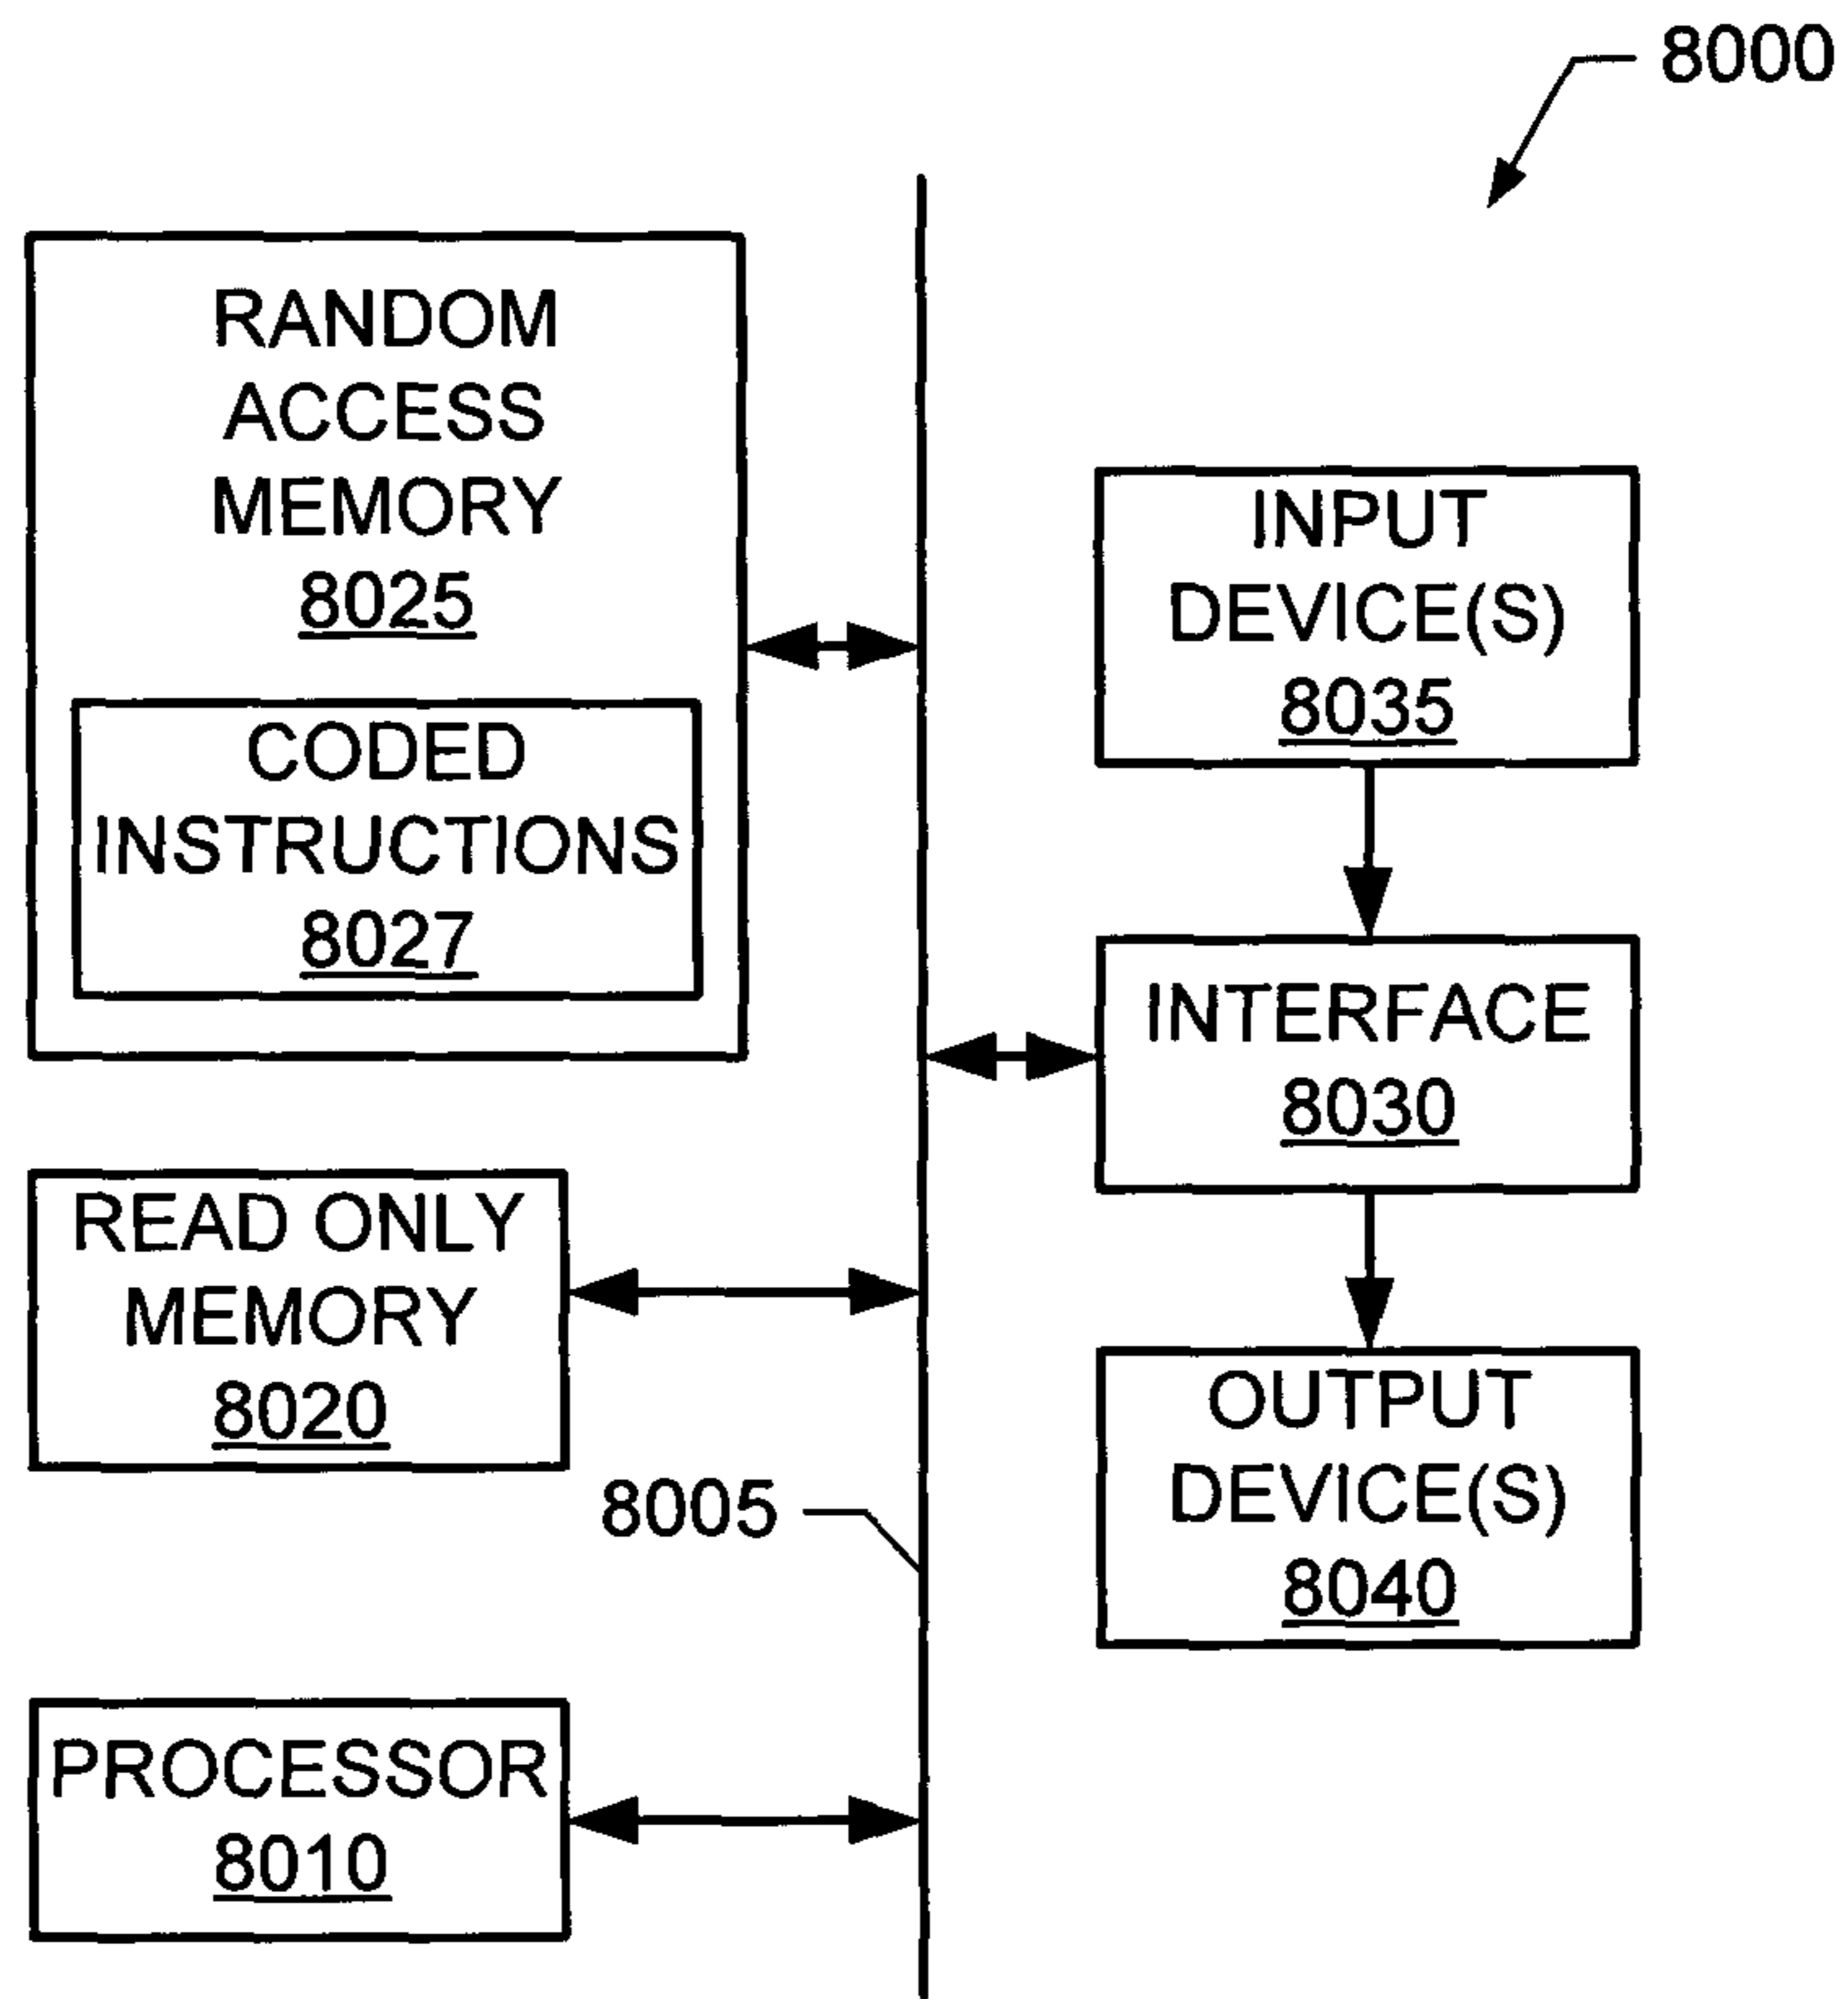 8000
RANDOM
ACCESS
MEMORY
8025
CODED
INSTRUCTIONS
8027
INPUT
DEVICE(S)
8035
INTERFACE
8030
READ ONLY
MEMORY
8020
OUTPUT
DEVICE(S)
8040
8005
PROCESSOR
8010